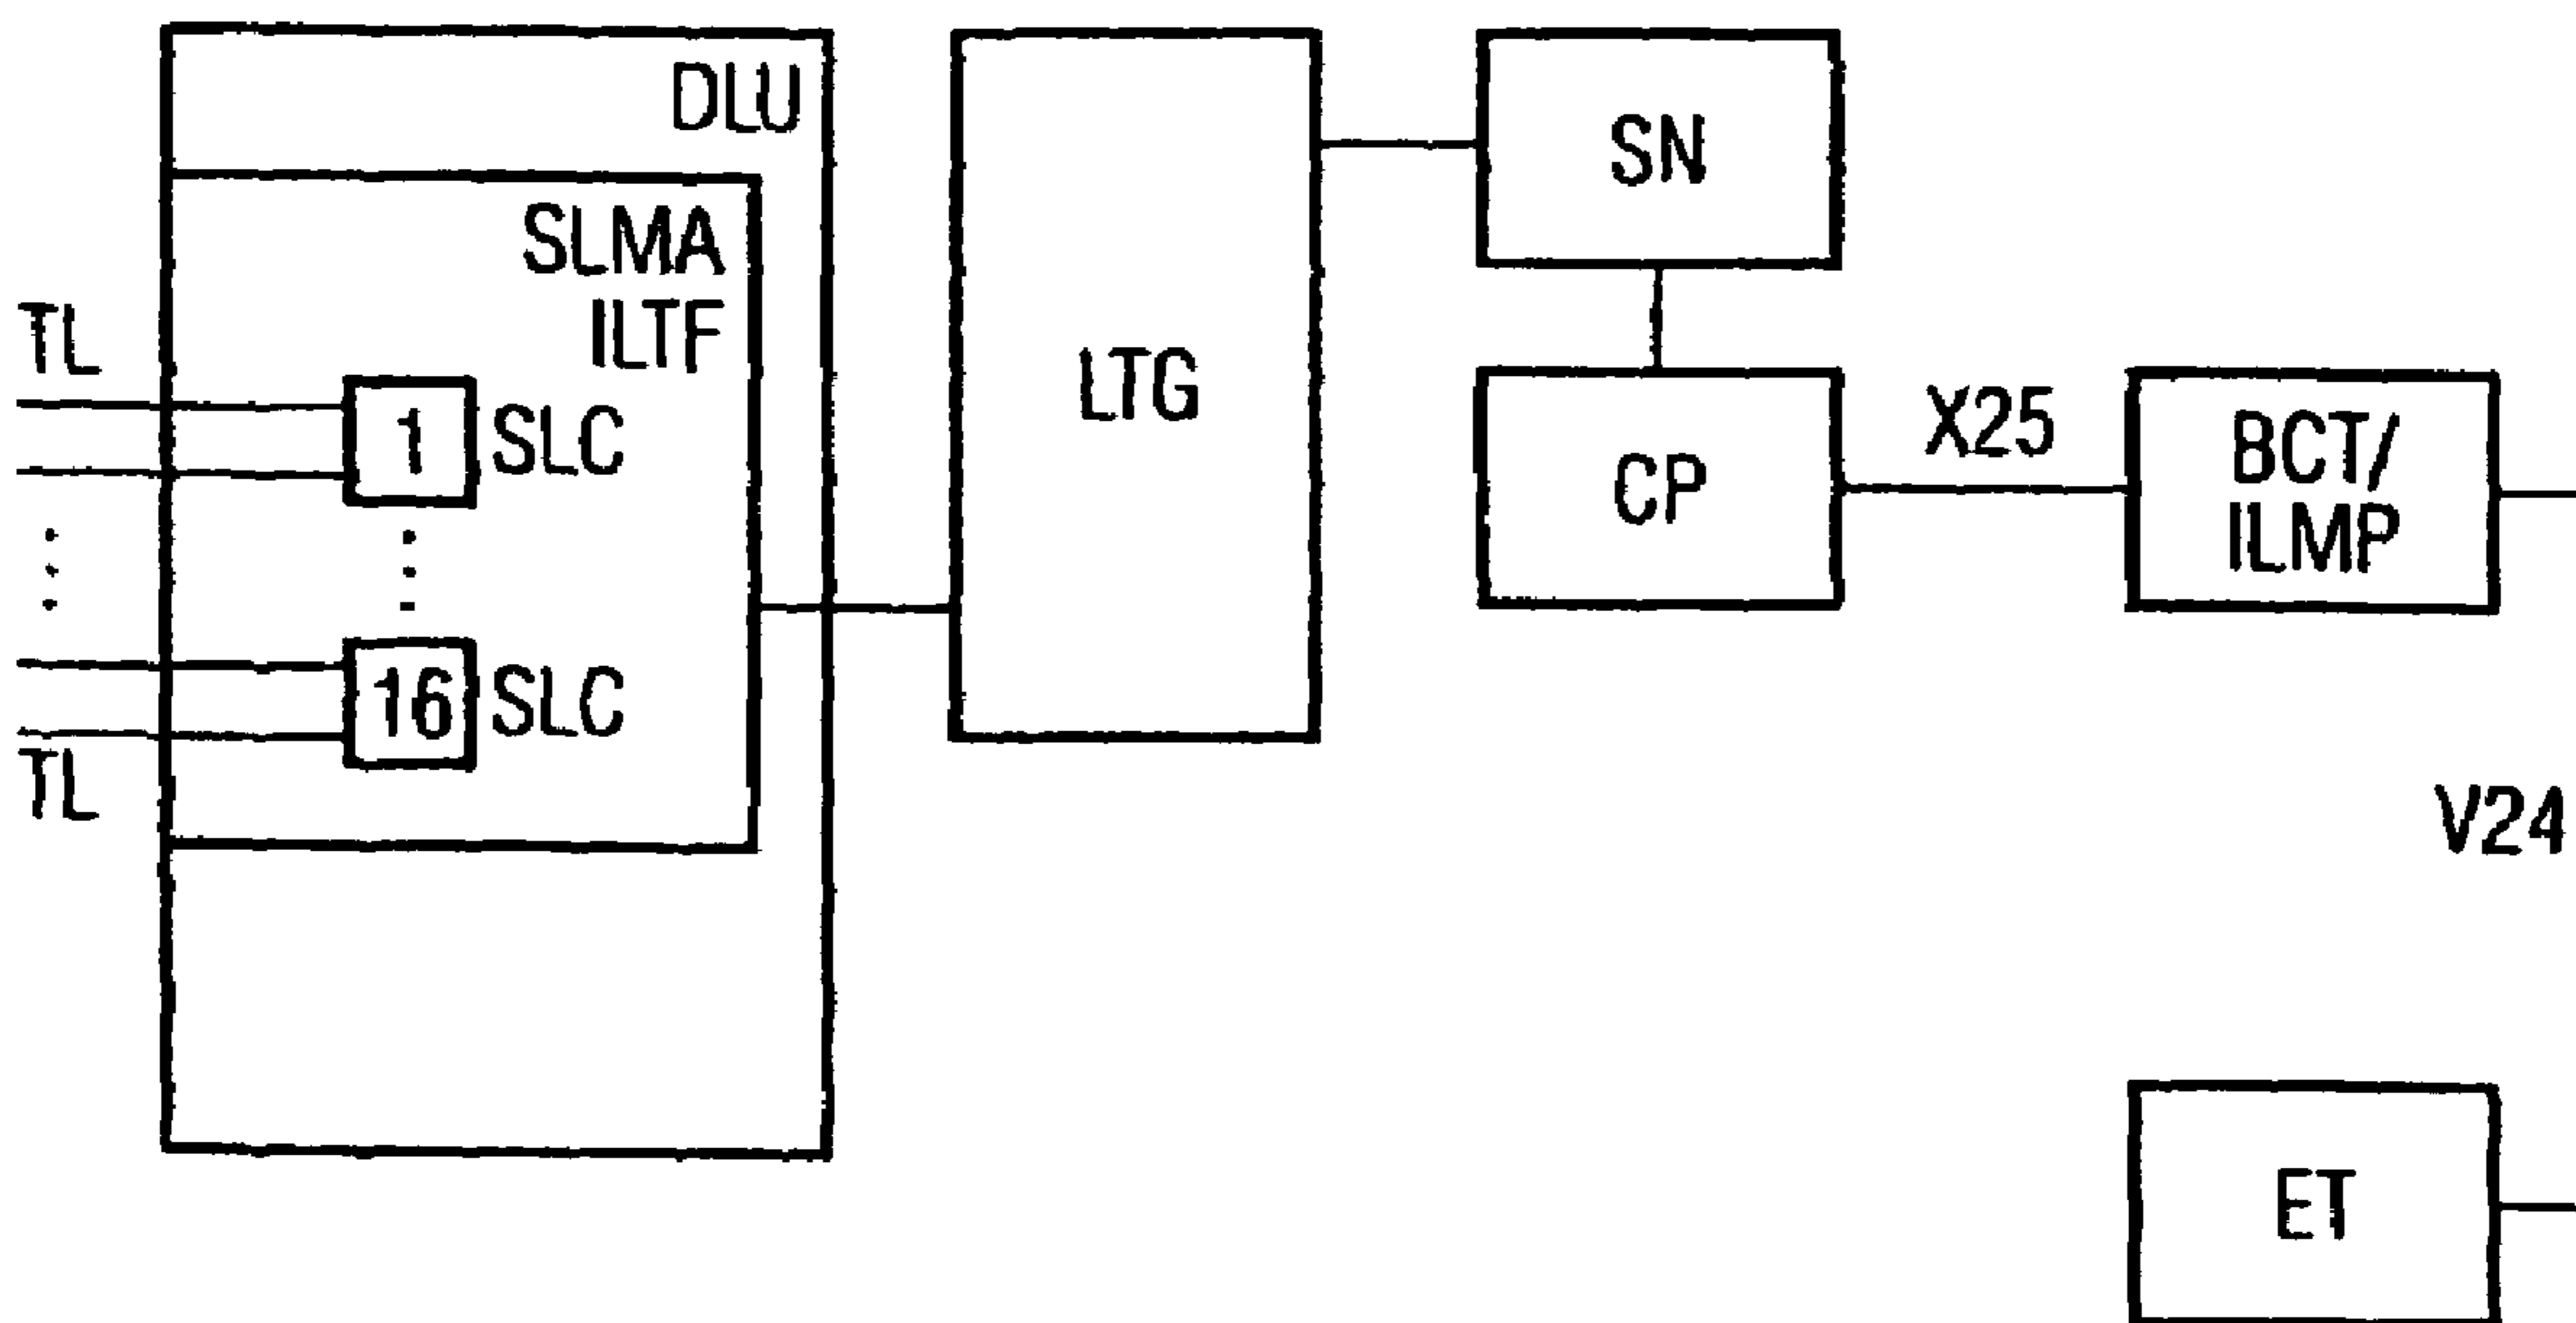 DLU
SLMA
ILTF
TL
1 SLC
16 SLC
TL
LTG
SN
CP
X25
BCT/
ILMP
V24
ET